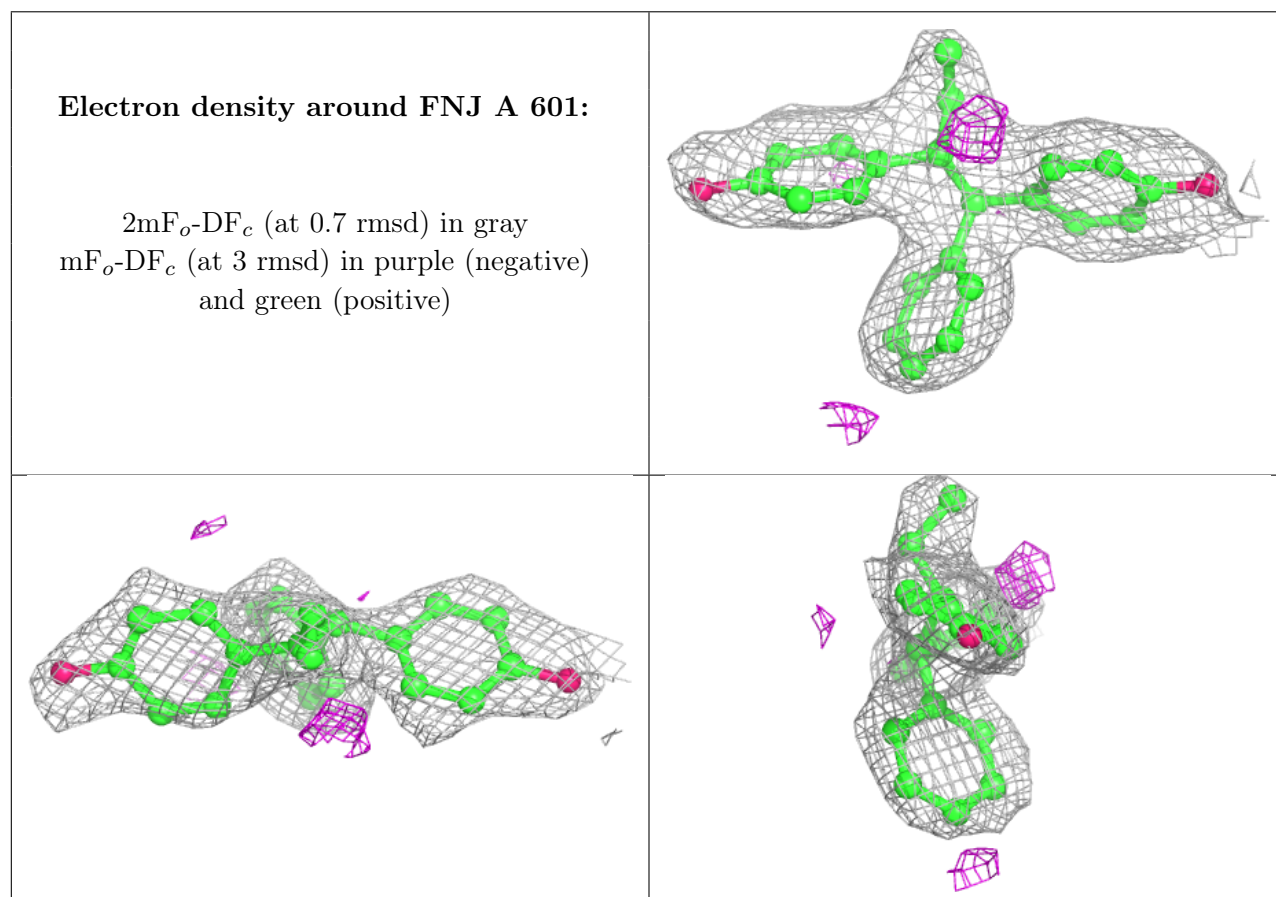 Electron density around FNJ A 601:
2mFo-DFc (at 0.7 rmsd) in gray
mFo-DFc (at 3 rmsd) in purple (negative)
and green (positive)